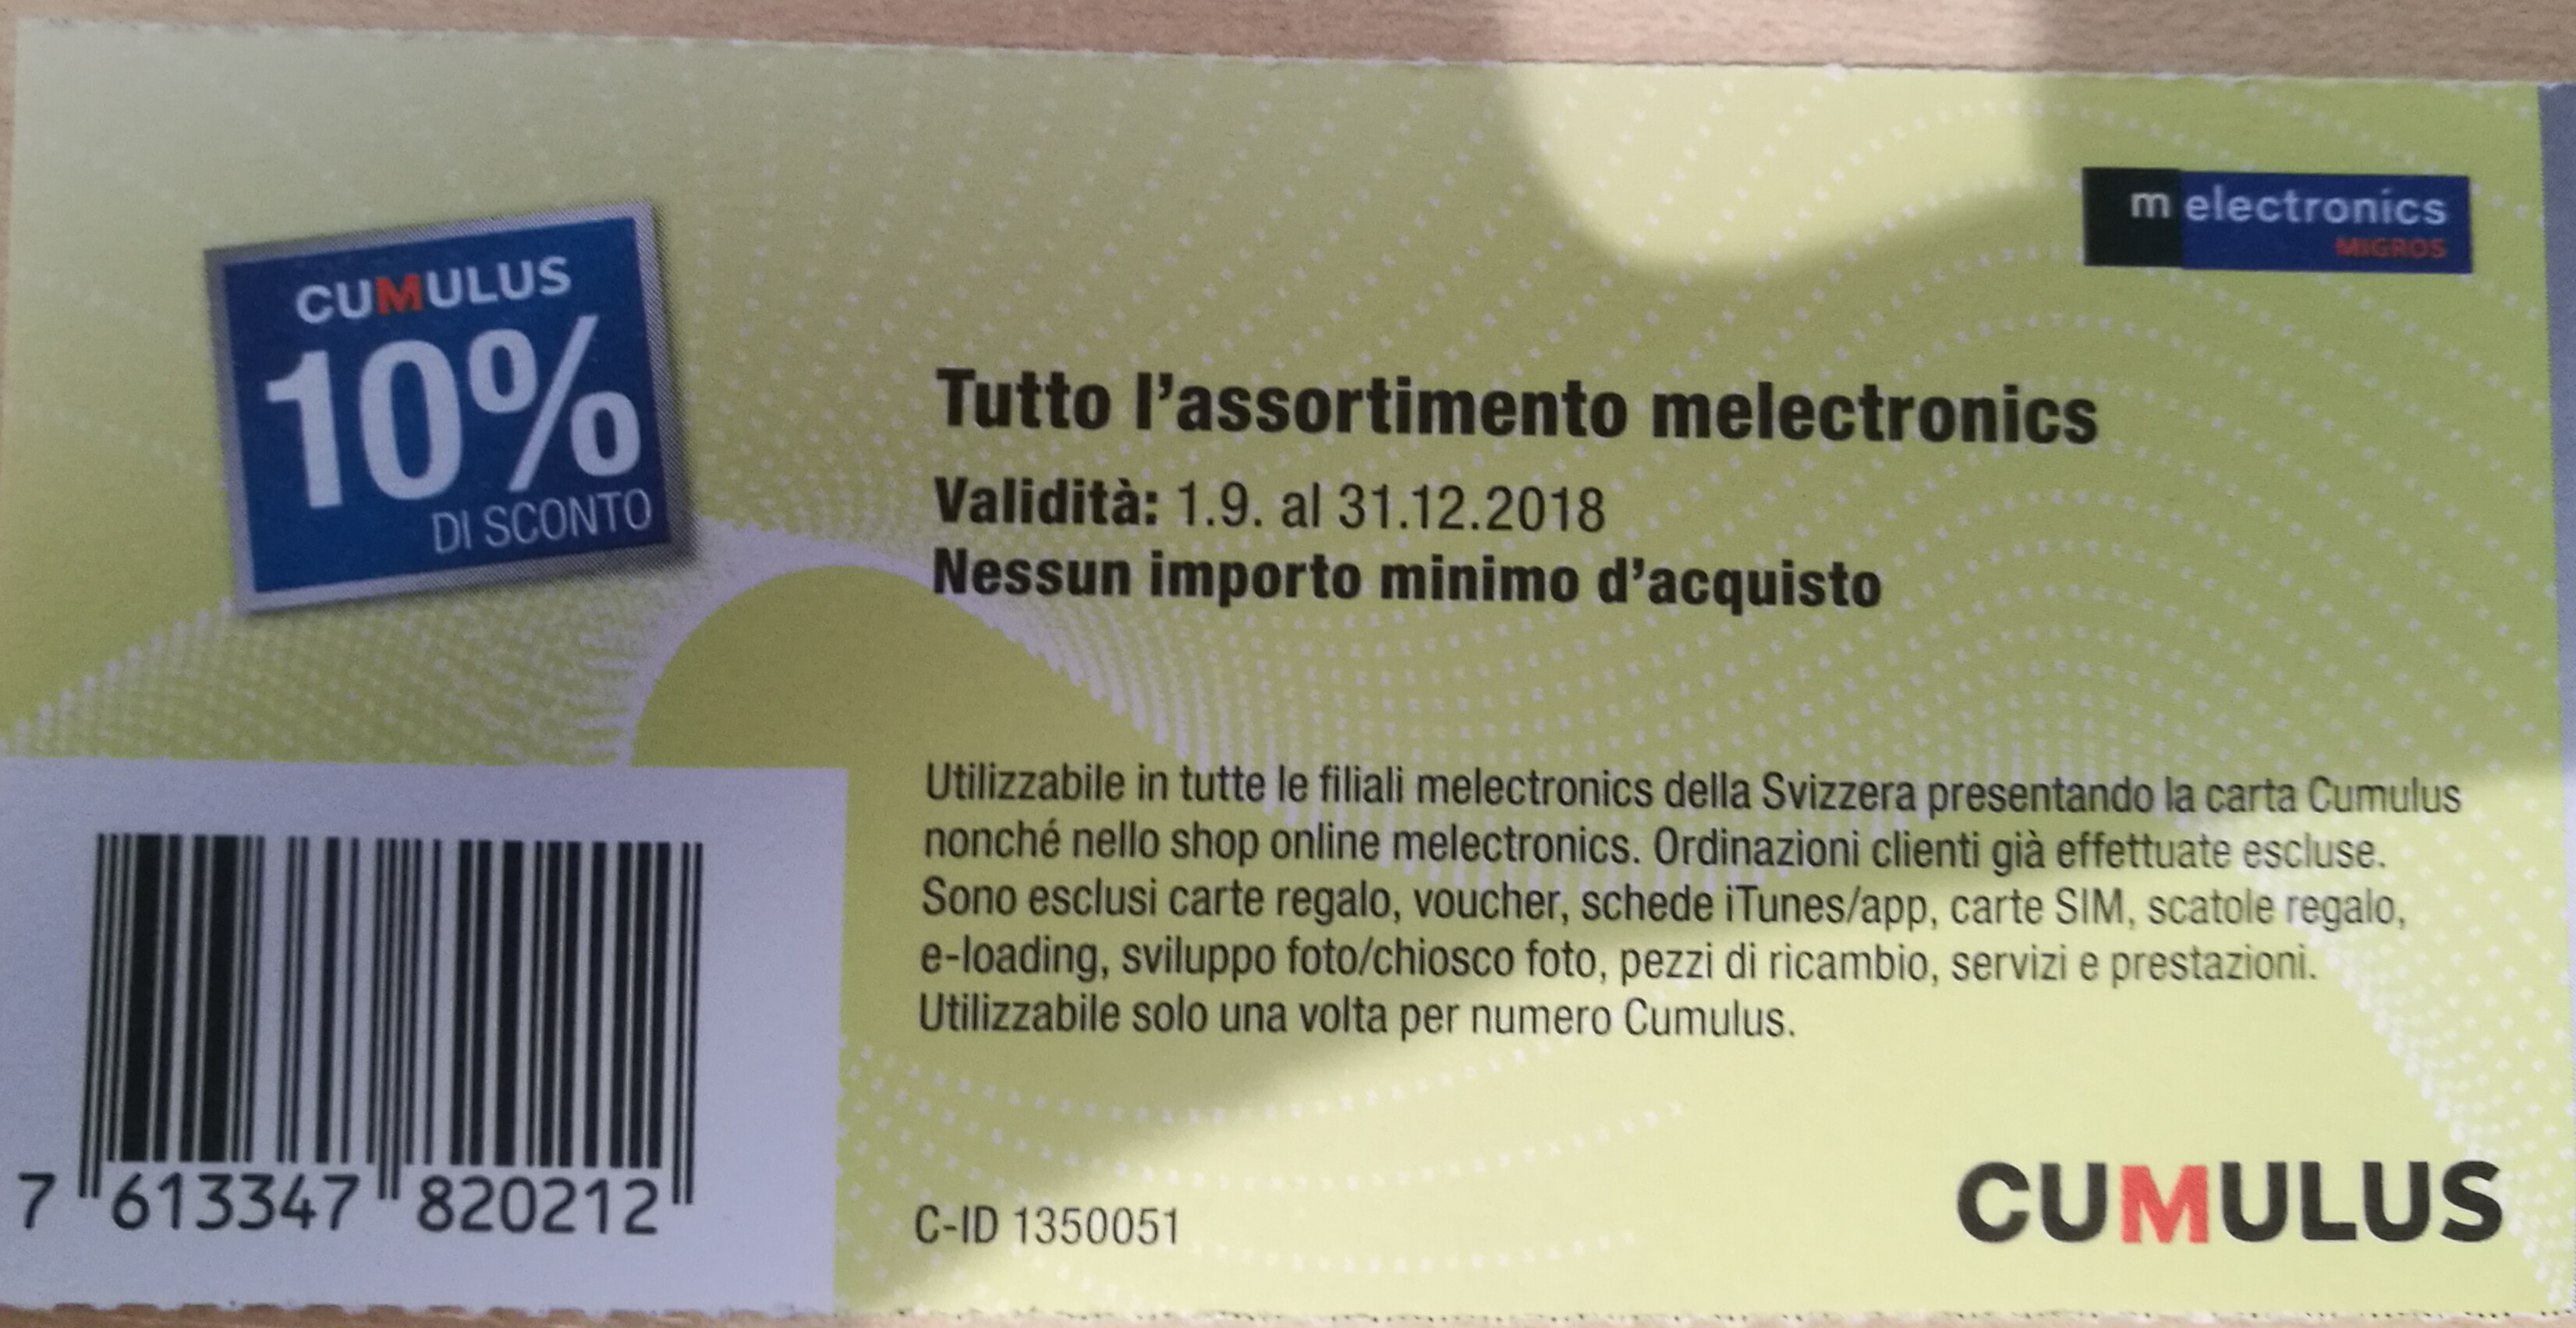 melectronics
MIGROS
CUMULUS
10%
DI SCONTO
Tutto l'assortimento melectronics
Validità: 1.9. al 31.12.2018
Nessun importo minimo d'acquisto
Utilizzabile in tutte le filiali melectronics della Svizzera presentando la carta Cumulus
nonché nello shop online melectronics. Ordinazioni clienti già effettuate escluse.
Sono esclusi carte regalo, voucher, schede iTunes/app, carte SIM, scatole regalo,
e-loading, sviluppo foto/chiosco foto, pezzi di ricambio, servizi e prestazioni.
Utilizzabile solo una volta per numero Cumulus.
7 613347 820212
C-ID 1350051
CUMULUS